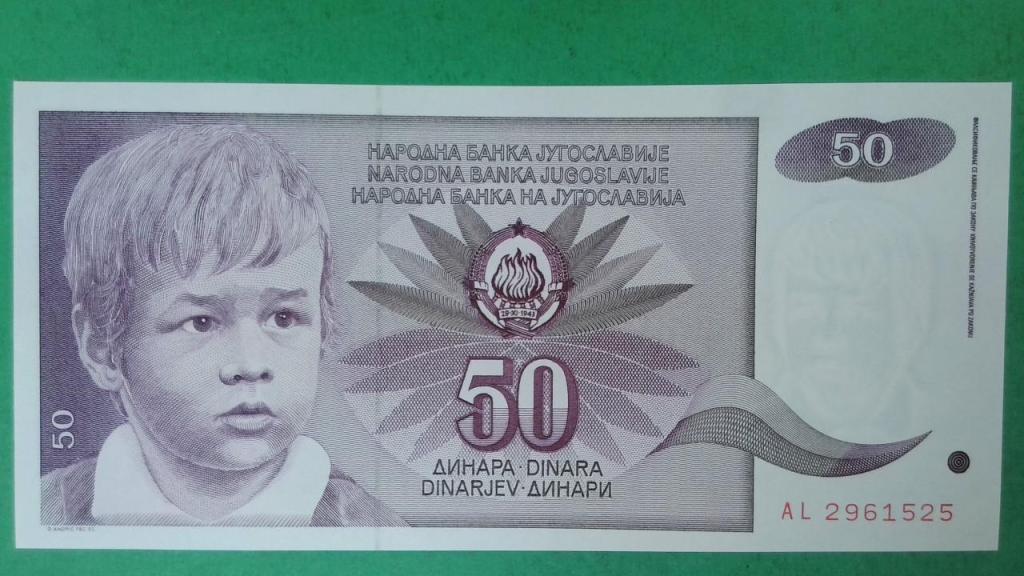 НАРОДНА БАНКА ЈУГОСЛАВИЈЕ
NARODNA BANKA JUGOSLAVIJE
НАРОДНА БАНКА НА ЈУГОСЛАВИЈА
50
29·XI·1943
50
50
ДИНАРА · DINARA
DINARJEV · ДИНАРИ
AL 2961525